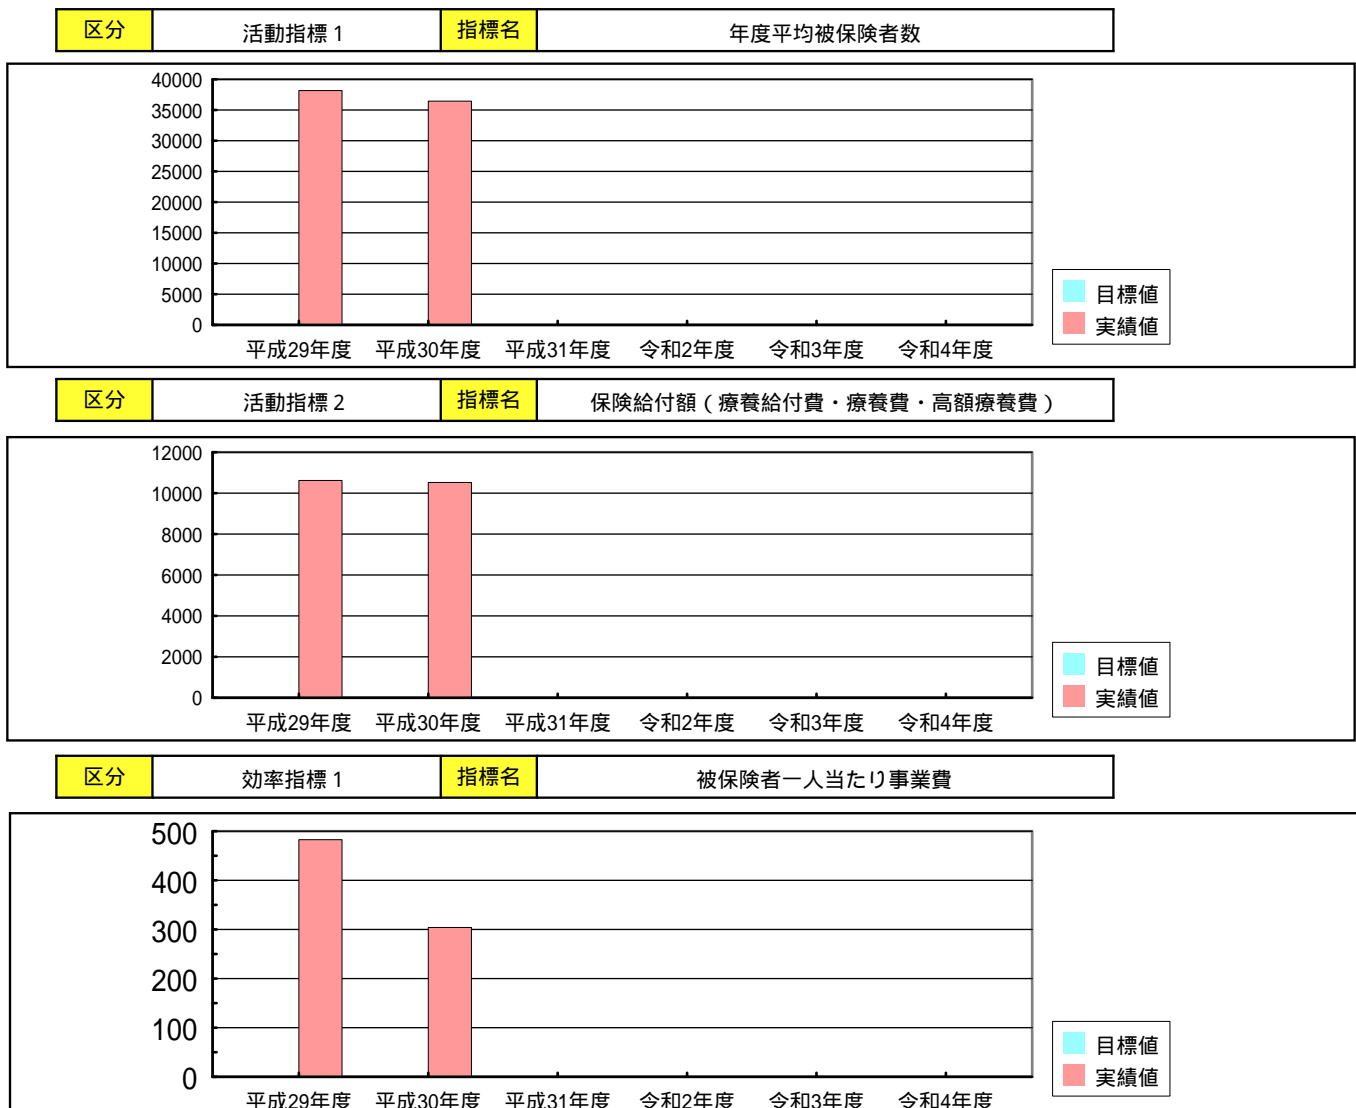 区分 活動指標1 指標名 年度平均被保険者数
40000
35000
30000
25000
20000
15000
10000
5000
0
平成29年度 平成30年度 平成31年度 令和2年度 令和3年度 令和4年度
目標値
実績値
区分 活動指標2 指標名 保険給付額（療養給付費・療養費・高額療養費）
12000
10000
8000
6000
4000
2000
0
平成29年度 平成30年度 平成31年度 令和2年度 令和3年度 令和4年度
目標値
実績値
区分 効率指標1 指標名 被保険者一人当たり事業費
500
400
300
200
100
0
平成29年度 平成30年度 平成31年度 令和2年度 令和3年度 令和4年度
目標値
実績値